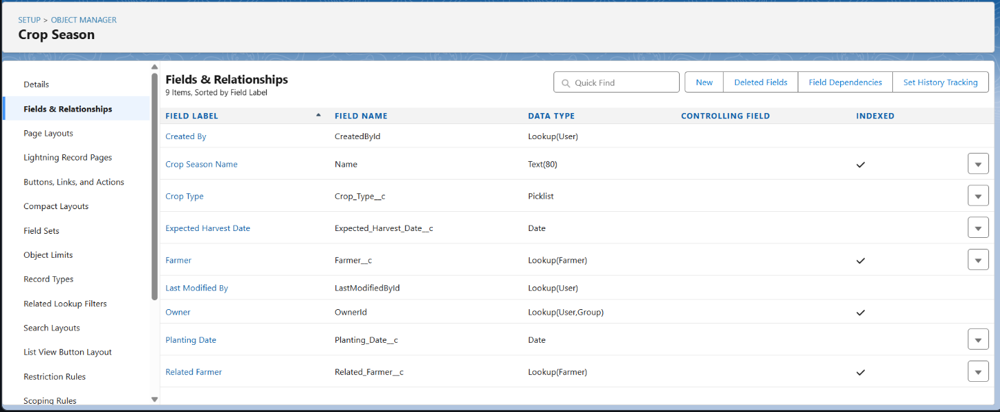 SETUP > OBJECT MANAGER
Crop Season
Details
Fields & Relationships
Page Layouts
Lightning Record Pages
Buttons, Links, and Actions
Compact Layouts
Field Sets
Object Limits
Record Types
Related Lookup Filters
Search Layouts
List View Button Layout
Restriction Rules
Scoping Rules
Fields & Relationships
9 Items, Sorted by Field Label
Quick Find New Deleted Fields Field Dependencies Set History Tracking
FIELD LABEL FIELD NAME DATA TYPE CONTROLLING FIELD INDEXED
Created By CreatedById Lookup(User)
Crop Season Name Name Text(80)
Crop Type Crop_Type__c Picklist
Expected Harvest Date Expected_Harvest_Date__c Date
Farmer Farmer__c Lookup(Farmer)
Last Modified By LastModifiedById Lookup(User)
Owner OwnerId Lookup(User,Group)
Planting Date Planting_Date__c Date
Related Farmer Related_Farmer__c Lookup(Farmer)